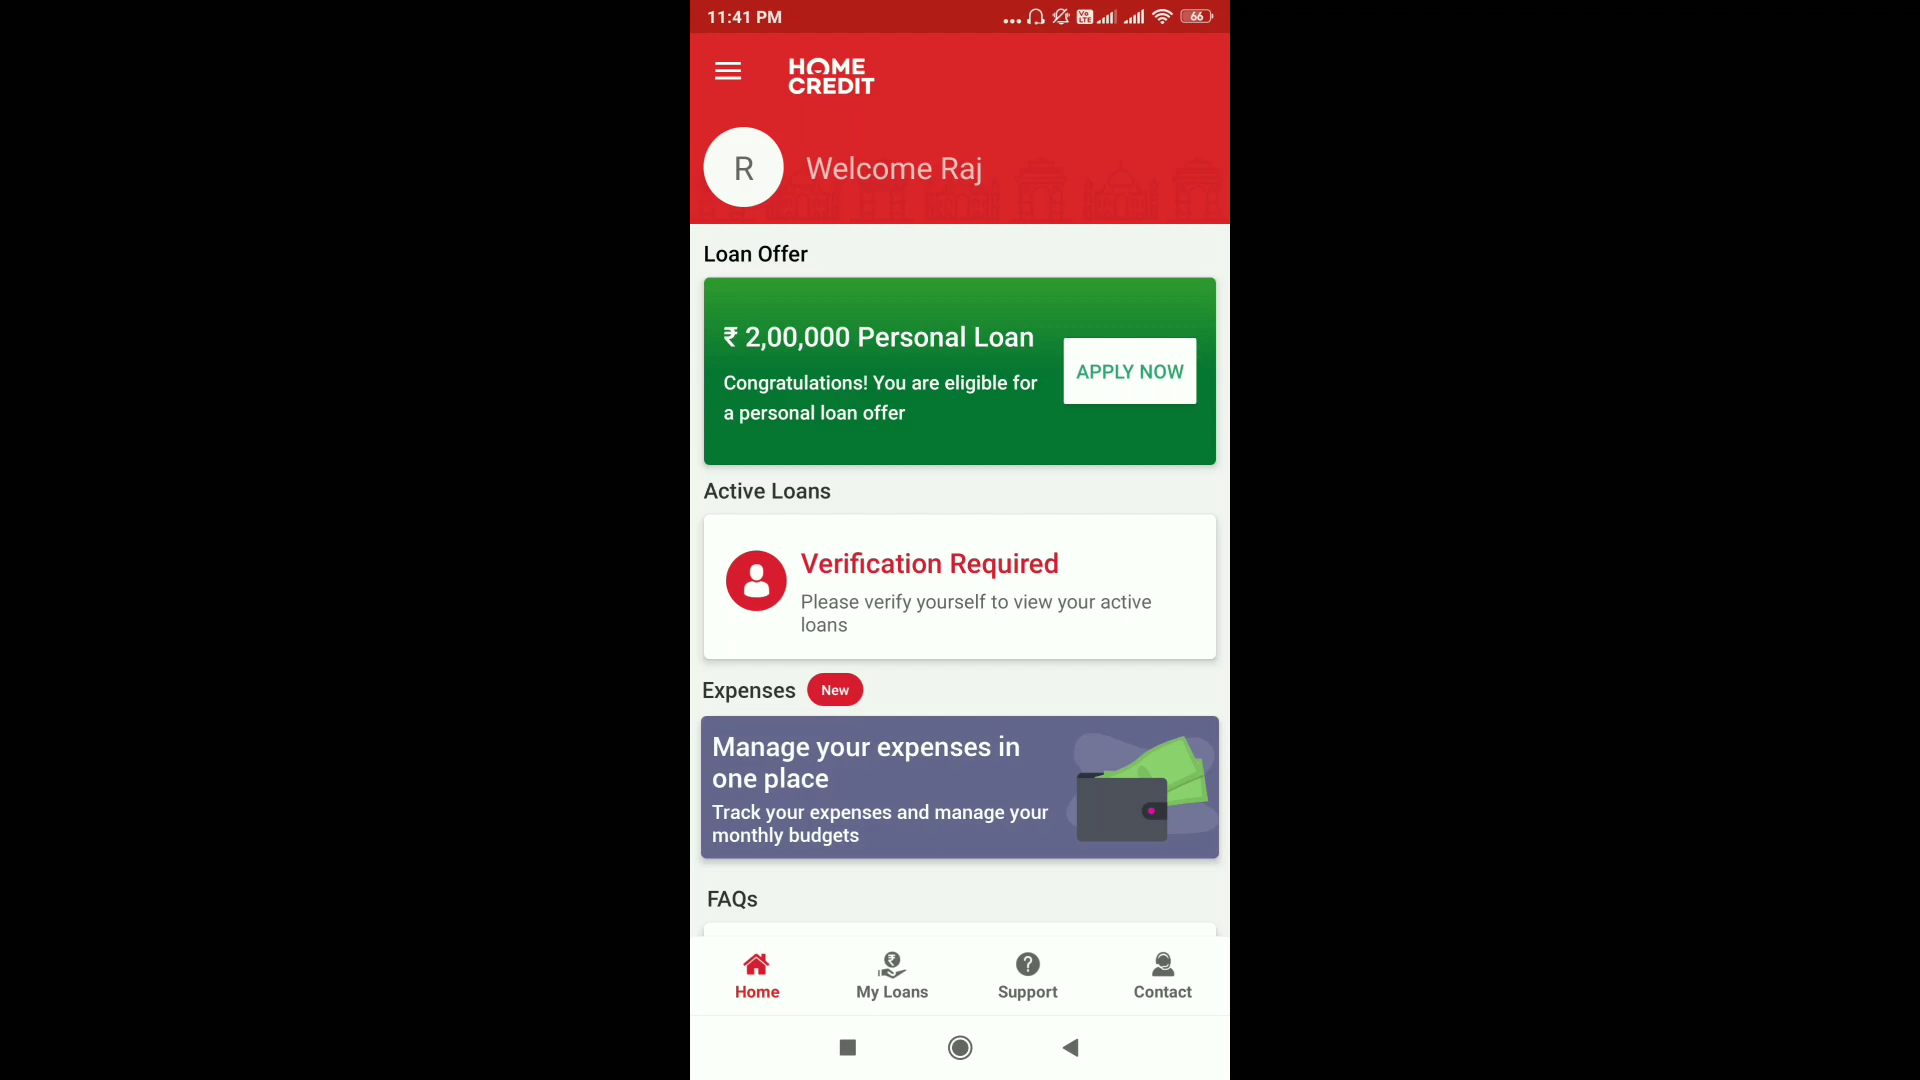 11:41 PM
Vo
LTE
66
HOME
CREDIT
R
Welcome Raj
Loan Offer
₹ 2,00,000 Personal Loan
Congratulations! You are eligible for
a personal loan offer
APPLY NOW
Active Loans
Verification Required
Please verify yourself to view your active
loans
Expenses New
Manage your expenses in
one place
Track your expenses and manage your
monthly budgets
FAQs
Home My Loans Support Contact